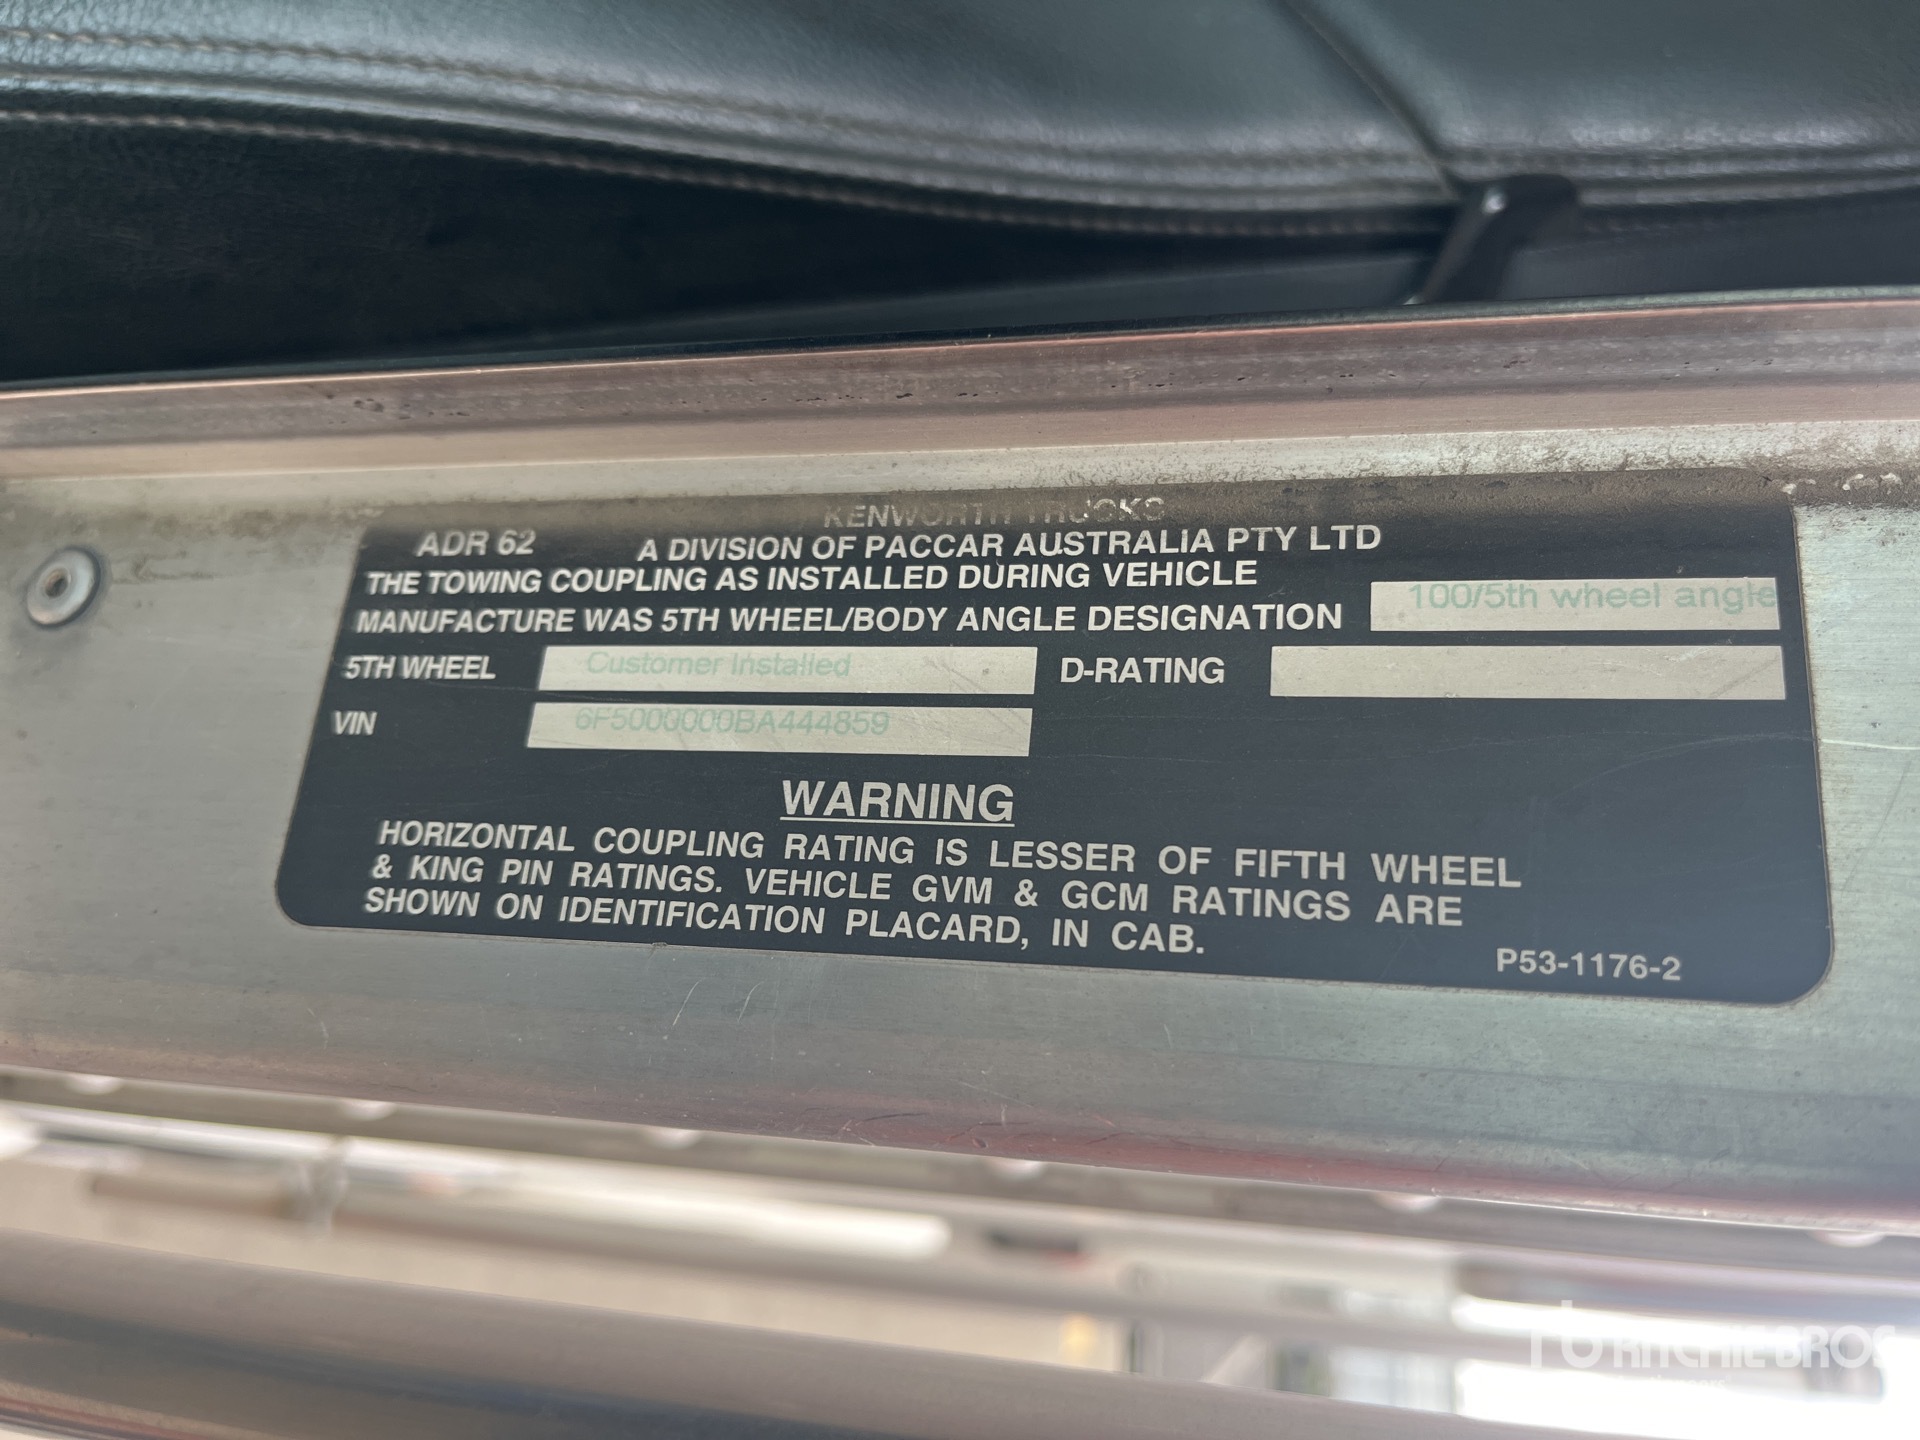 KENWORTH TRUCKS
ADR 62 A DIVISION OF PACCAR AUSTRALIA PTY LTD
THE TOWING COUPLING AS INSTALLED DURING VEHICLE
MANUFACTURE WAS 5TH WHEEL/BODY ANGLE DESIGNATION 100/5th wheel angle
5TH WHEEL Customer Installed D-RATING
VIN 6F5000000BA444859
WARNING
HORIZONTAL COUPLING RATING IS LESSER OF FIFTH WHEEL
& KING PIN RATINGS. VEHICLE GVM & GCM RATINGS ARE
SHOWN ON IDENTIFICATION PLACARD, IN CAB.
P53-1176-2
RITCHIE BROS